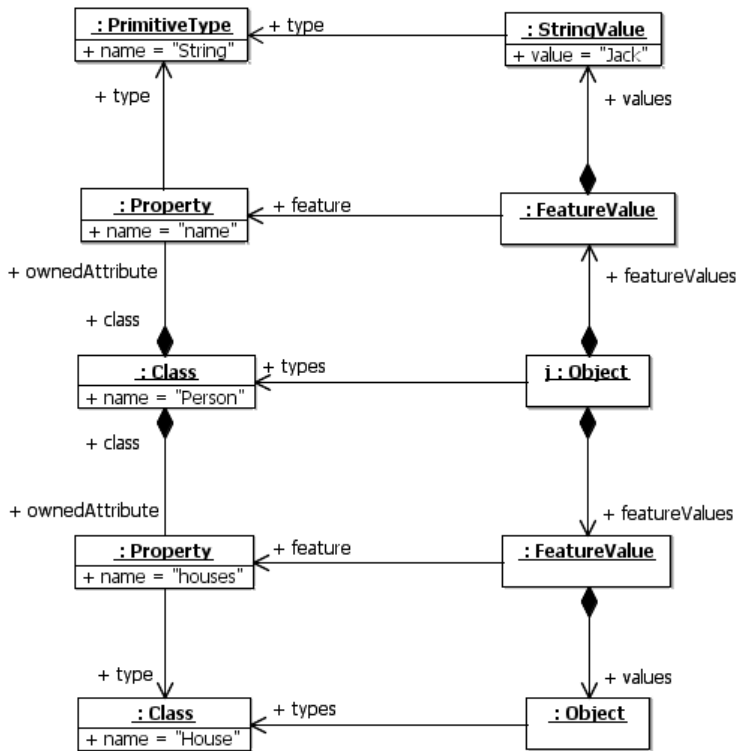 : PrimitiveType
+ name = "String"
+ type
: StringValue
+ value = "Jack"
+ type
+ values
: Property
+ name = "name"
+ feature
: FeatureValue
+ ownedAttribute
+ featureValues
+ class
: Class
+ name = "Person"
+ types
j : Object
+ class
+ ownedAttribute
+ featureValues
: Property
+ name = "houses"
+ feature
: FeatureValue
+ type
+ values
: Class
+ name = "House"
+ types
: Object